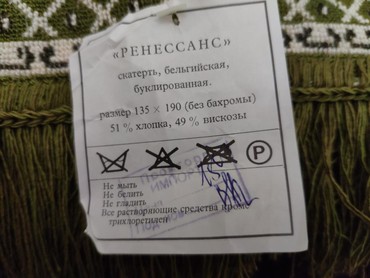 «РЕНЕССАНС»
скатерть, бельгийская,
буклированная.
размер 135 × 190 (без бахромы)
51 % хлопка, 49 % вискозы
P
Не мыть
Не белить
Не гладить
Все растворяющие средства кроме
трихлоретилен